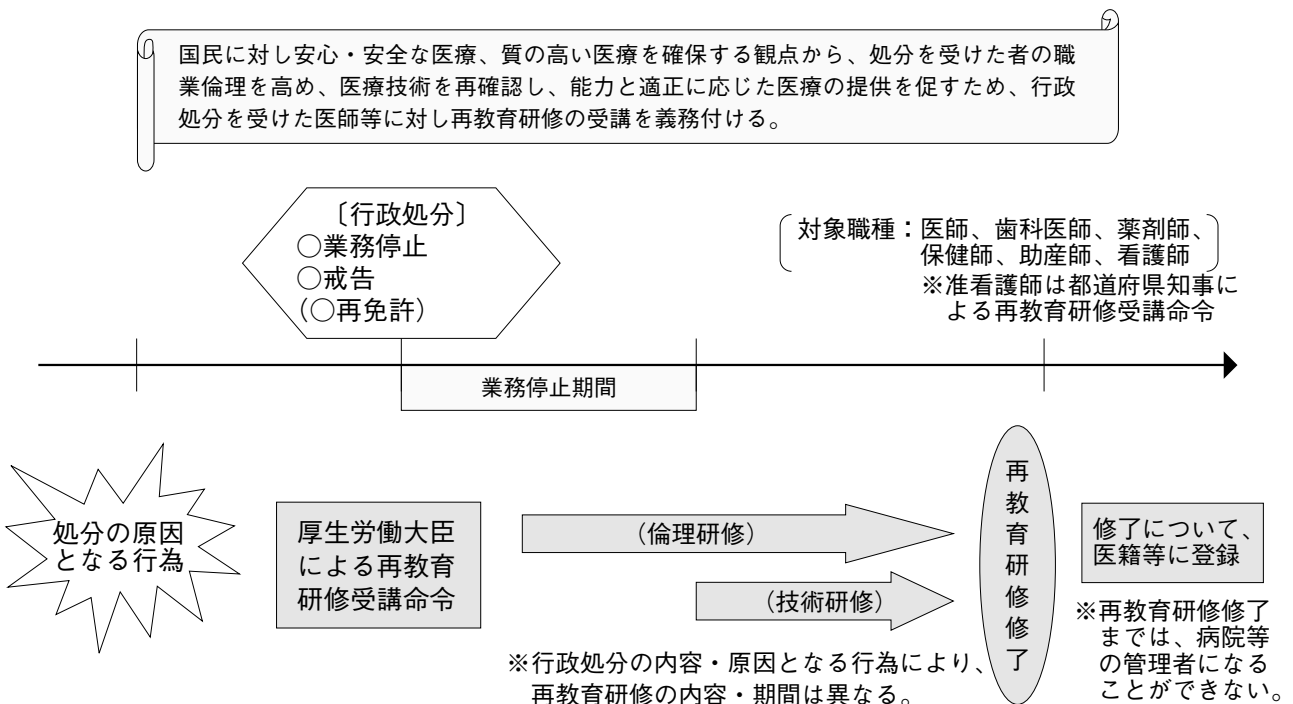 国民に対し安心・安全な医療、質の高い医療を確保する観点から、処分を受けた者の職
業倫理を高め、医療技術を再確認し、能力と適正に応じた医療の提供を促すため、行政
処分を受けた医師等に対し再教育研修の受講を義務付ける。
〔行政処分〕
○業務停止
○戒告
(○再免許)
対象職種：医師、歯科医師、薬剤師、
保健師、助産師、看護師
※准看護師は都道府県知事に
よる再教育研修受講命令
業務停止期間
処分の原因
となる行為
厚生労働大臣
による再教育
研修受講命令
(倫理研修)
(技術研修)
※行政処分の内容・原因となる行為により、
再教育研修の内容・期間は異なる。
再教育研修修了
修了について、
医籍等に登録
※再教育研修修了
までは、病院等
の管理者になる
ことができない。